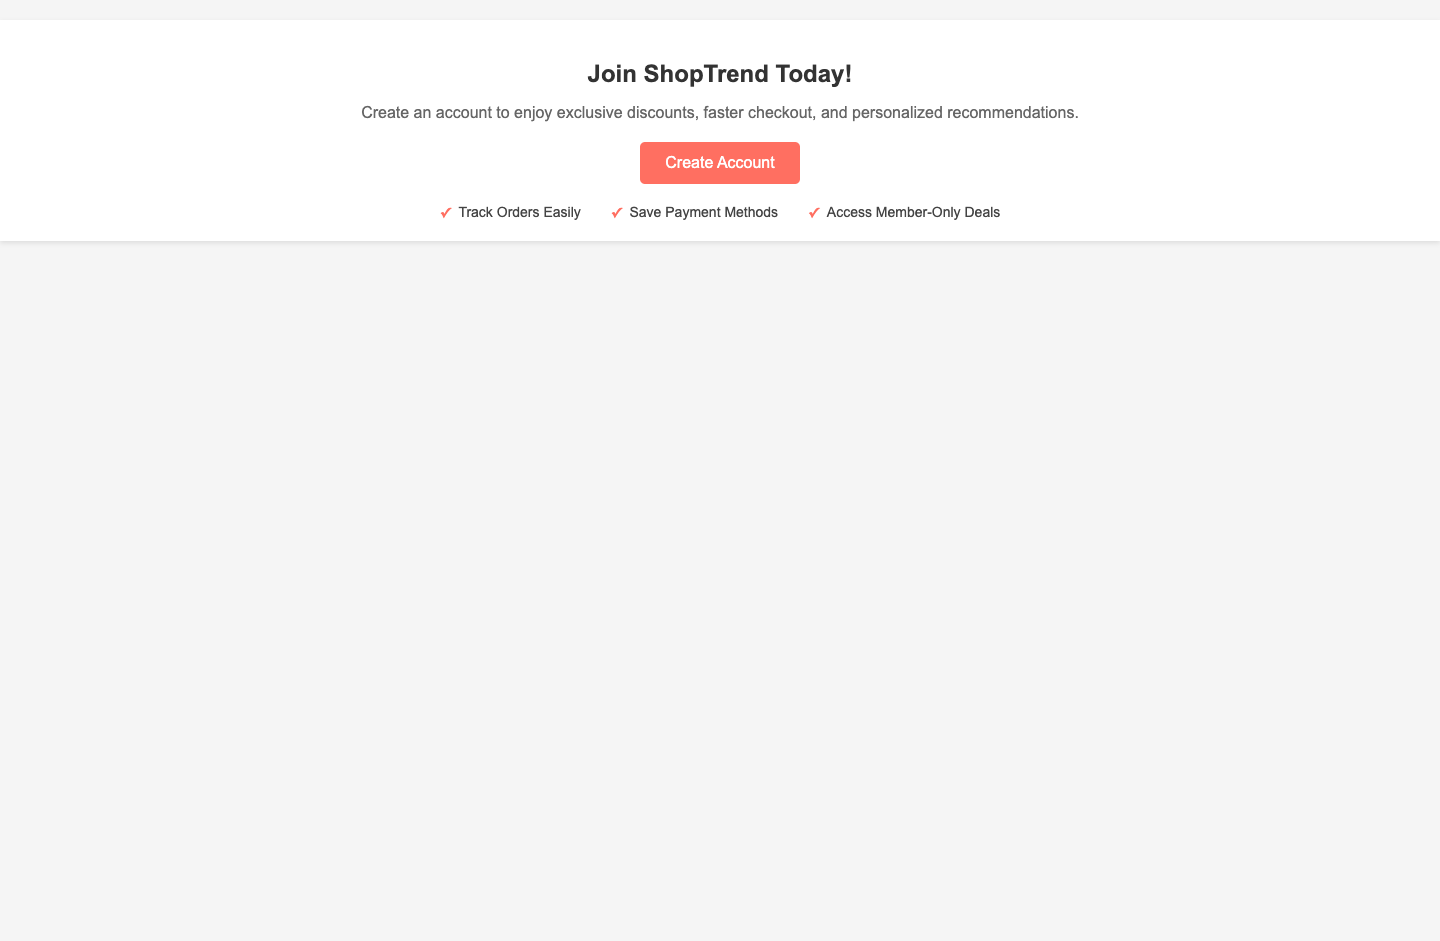 Join ShopTrend Today!
Create an account to enjoy exclusive discounts, faster checkout, and personalized recommendations.
Create Account
✔ Track Orders Easily ✔ Save Payment Methods ✔ Access Member-Only Deals